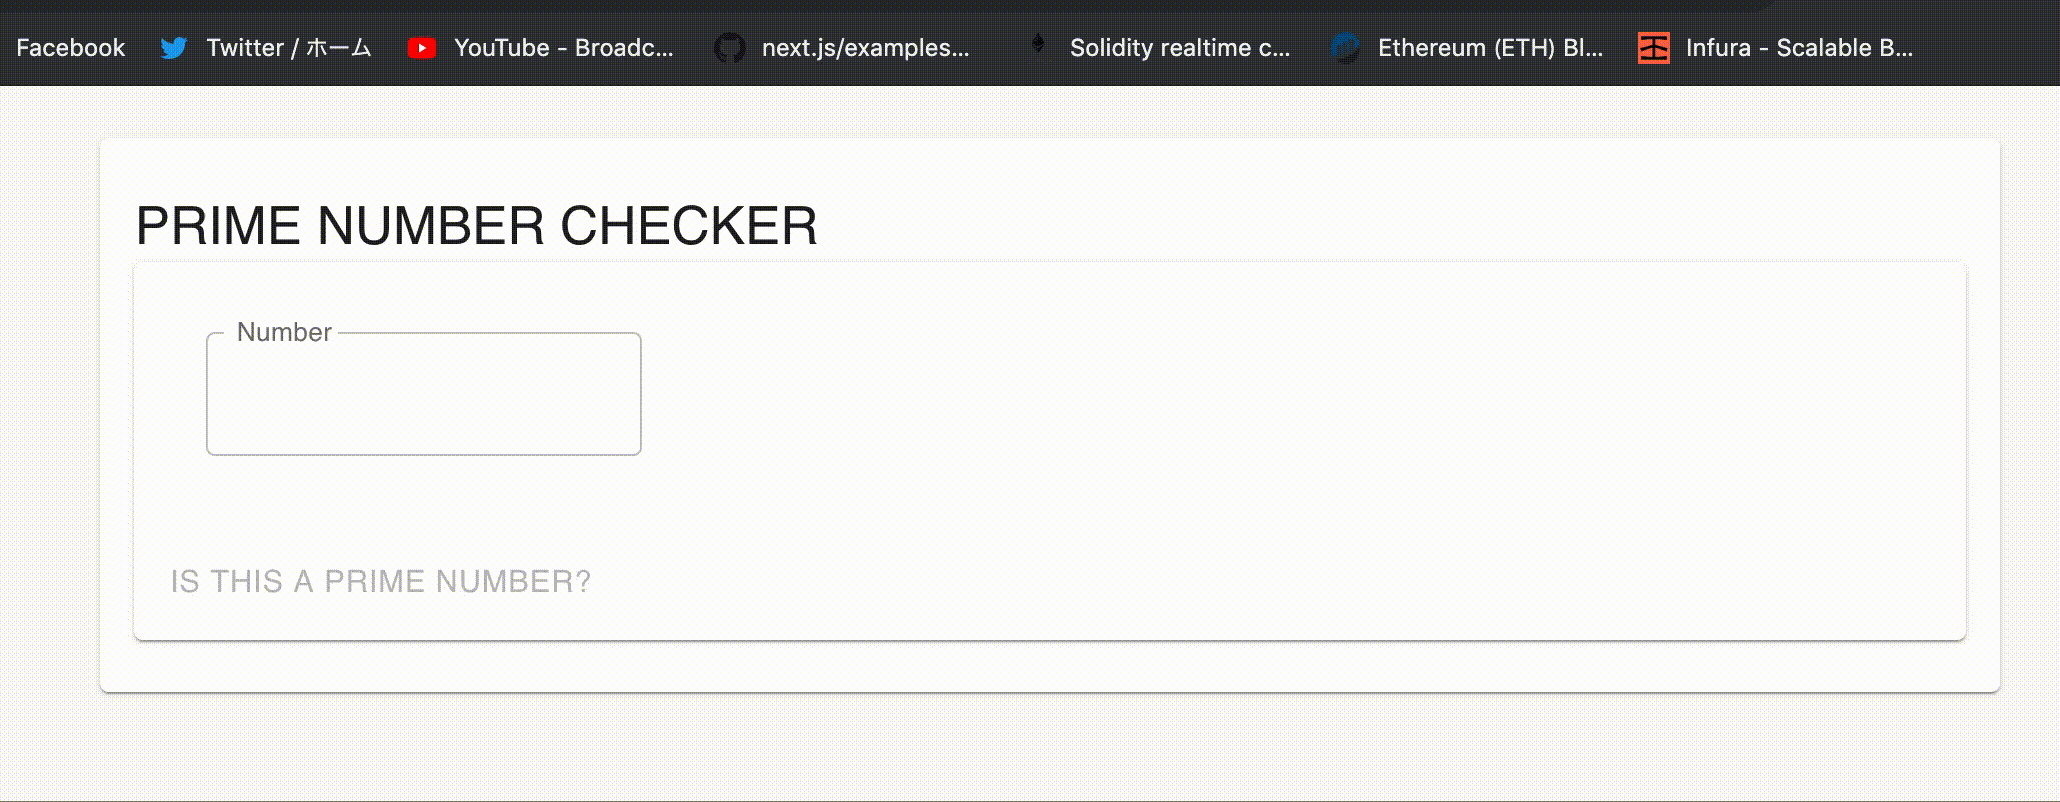 Facebook Twitter / ホーム YouTube - Broadc... next.js/examples... Solidity realtime c... Ethereum (ETH) Bl... Infura - Scalable B...
PRIME NUMBER CHECKER
Number
IS THIS A PRIME NUMBER?